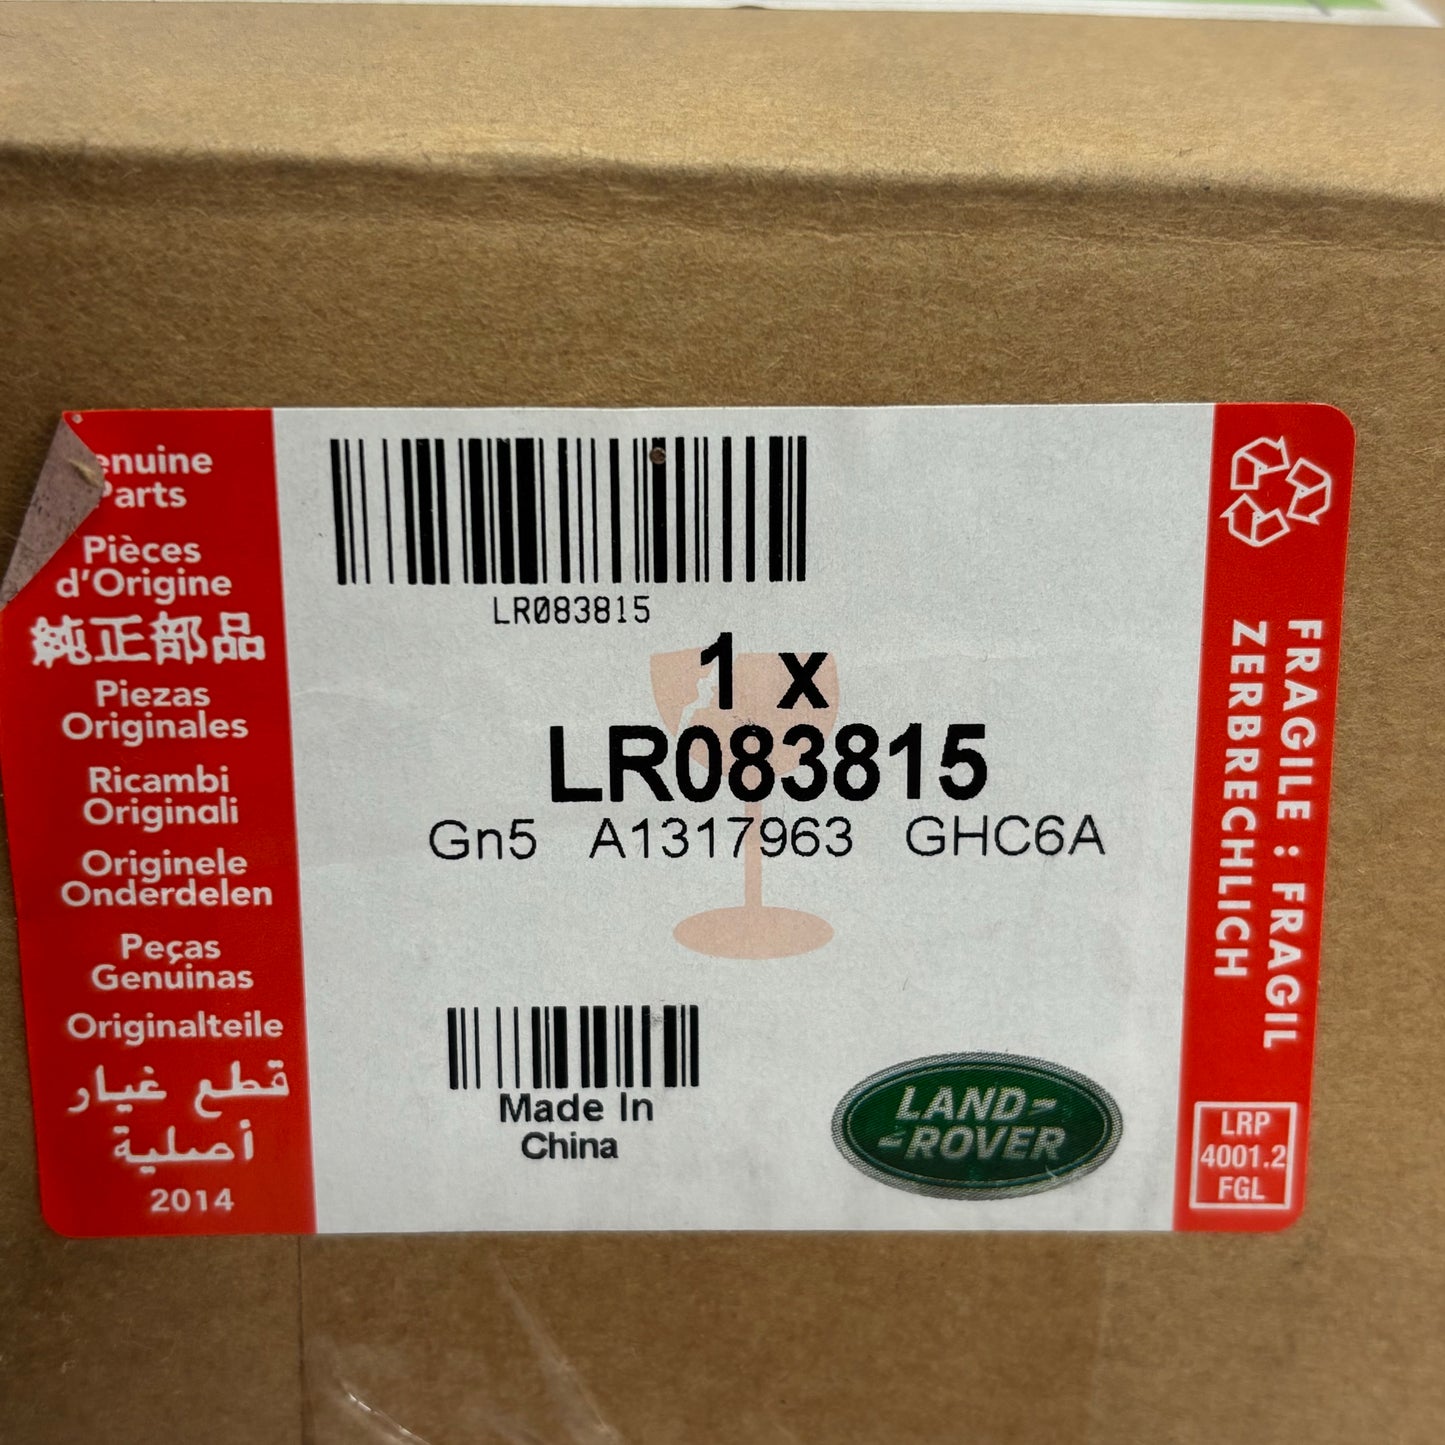 enuine
Parts
Pièces
d'Origine
純正部品
Piezas
Originales
Ricambi
Originali
Originele
Onderdelen
Peças
Genuinas
Originalteile
قطع غيار
أصلية
2014
LR083815
1 x
LR083815
Gn5 A1317963 GHC6A
Made In
China
LAND-
-ROVER
FRAGILE : FRAGIL
ZERBRECHLICH
LRP
4001.2
FGL